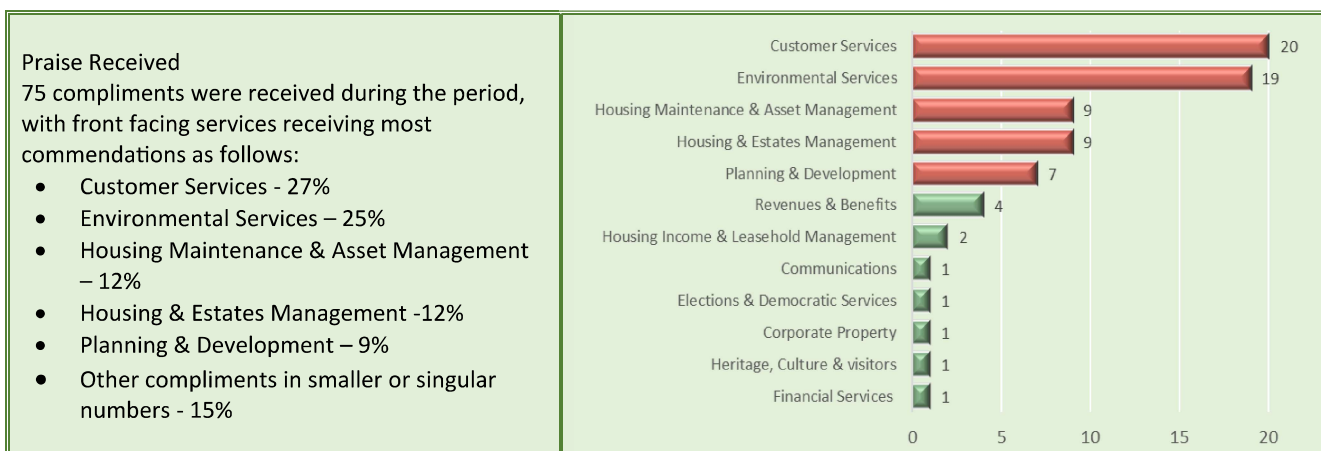 Praise Received
75 compliments were received during the period,
with front facing services receiving most
commendations as follows:
• Customer Services - 27%
• Environmental Services – 25%
• Housing Maintenance & Asset Management
– 12%
• Housing & Estates Management -12%
• Planning & Development – 9%
• Other compliments in smaller or singular
numbers - 15%
Customer Services 20
Environmental Services 19
Housing Maintenance & Asset Management 9
Housing & Estates Management 9
Planning & Development 7
Revenues & Benefits 4
Housing Income & Leasehold Management 2
Communications 1
Elections & Democratic Services 1
Corporate Property 1
Heritage, Culture & visitors 1
Financial Services 1
0 5 10 15 20